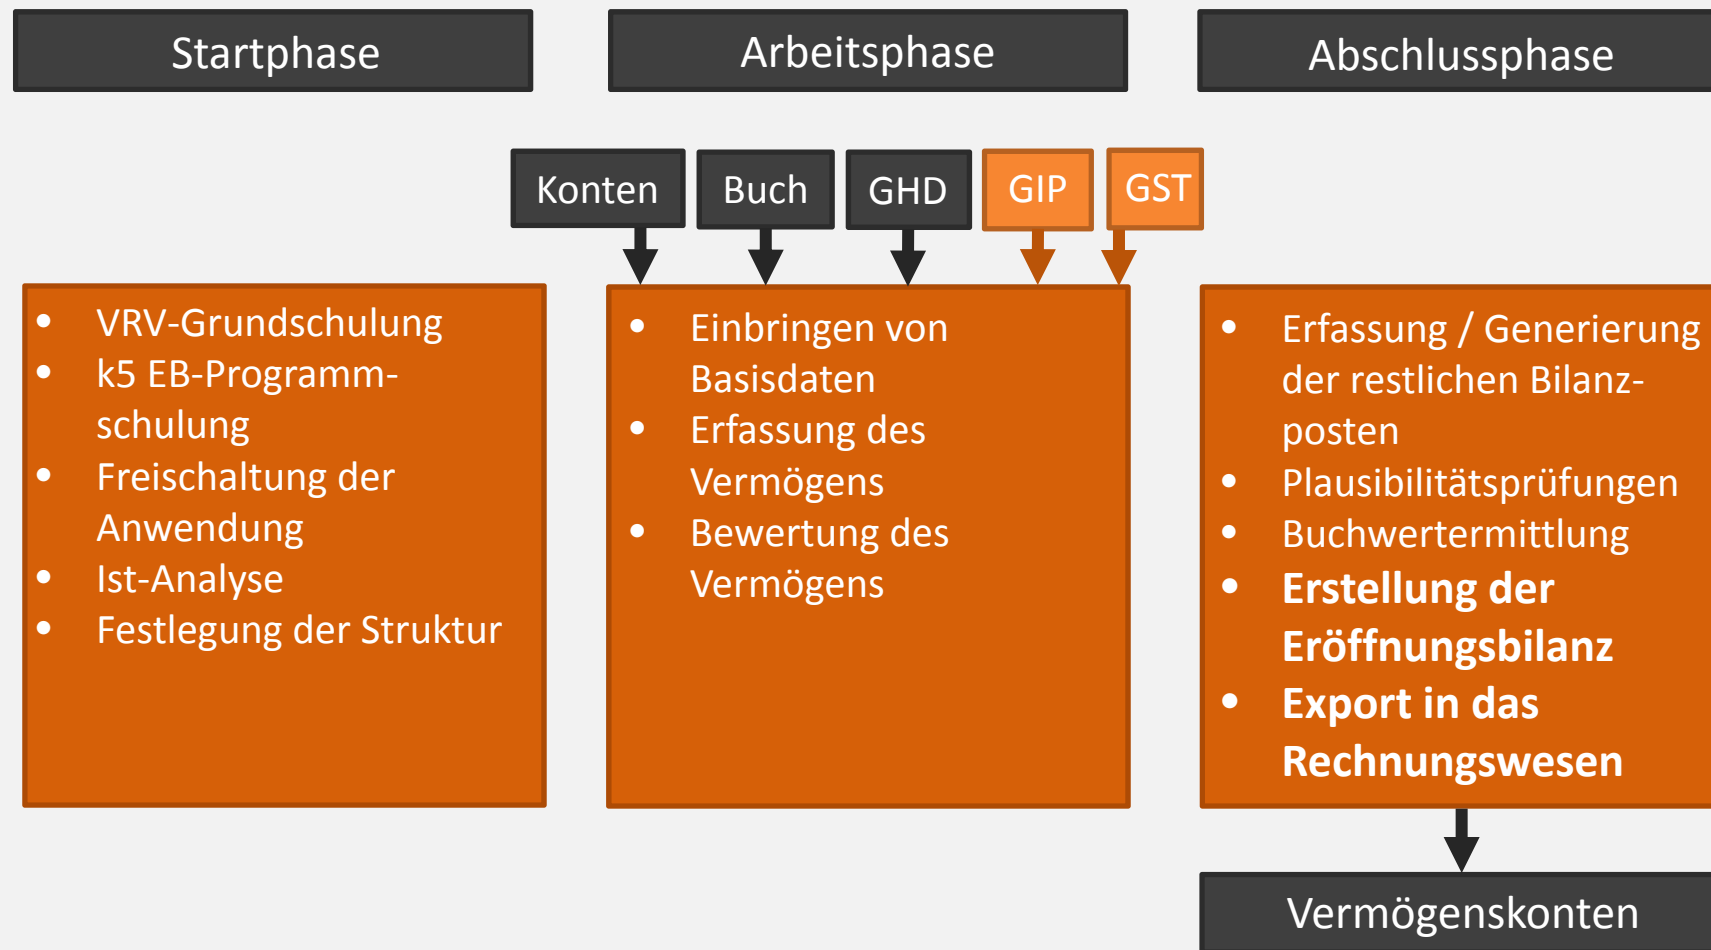 Startphase
Arbeitsphase
Abschlussphase
Konten
Buch
GHD
GIP
GST
• VRV-Grundschulung
• k5 EB-Programm-
schulung
• Freischaltung der
Anwendung
• Ist-Analyse
• Festlegung der Struktur
• Einbringen von
Basisdaten
• Erfassung des
Vermögens
• Bewertung des
Vermögens
• Erfassung / Generierung
der restlichen Bilanz-
posten
• Plausibilitätsprüfungen
• Buchwertermittlung
• Erstellung der
Eröffnungsbilanz
• Export in das
Rechnungswesen
Vermögenskonten